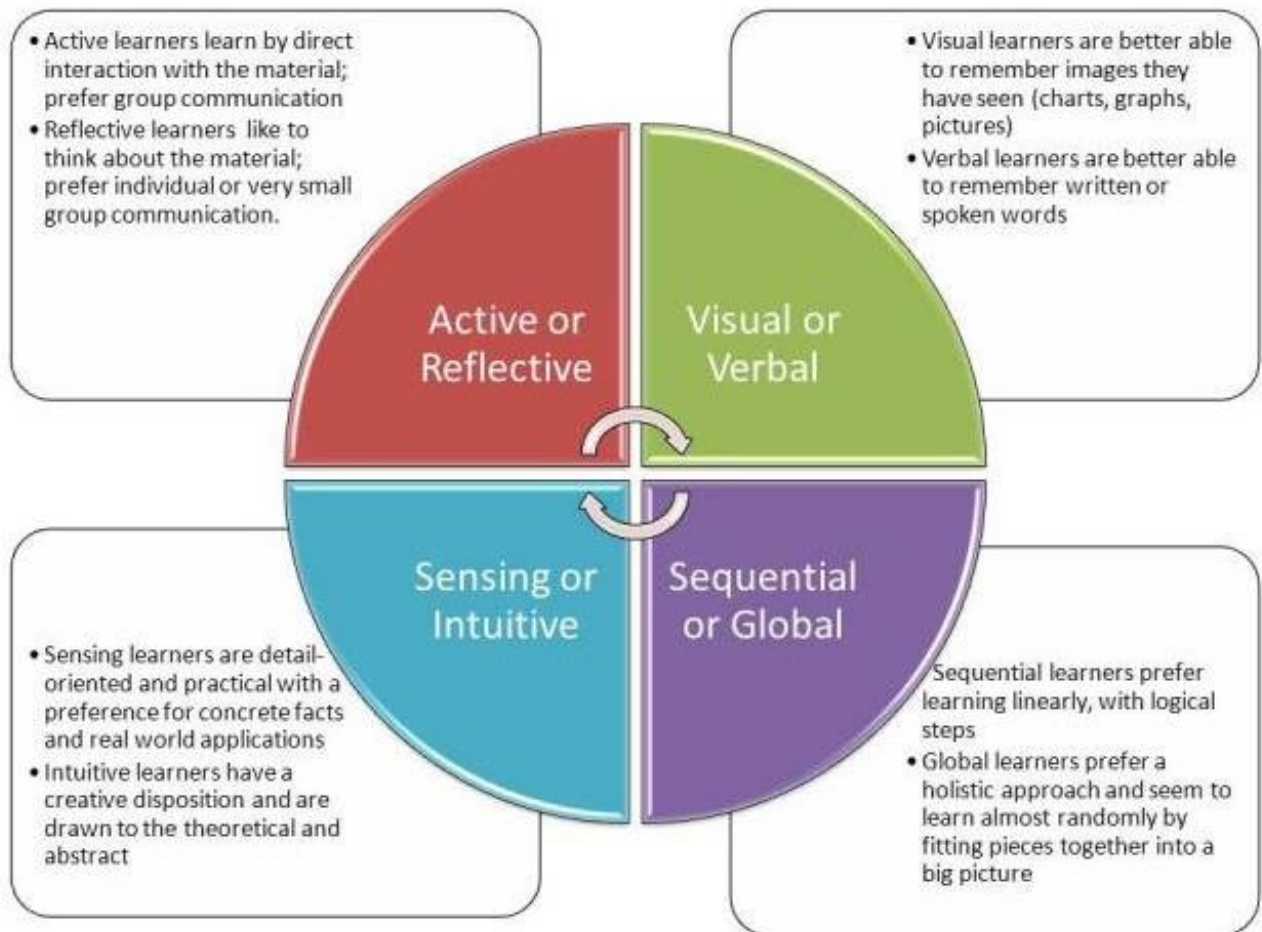 • Active learners learn by direct
interaction with the material;
prefer group communication
• Reflective learners like to
think about the material;
prefer individual or very small
group communication.
• Visual learners are better able
to remember images they
have seen (charts, graphs,
pictures)
• Verbal learners are better able
to remember written or
spoken words
Active or
Reflective
Visual or
Verbal
Sensing or
Intuitive
Sequential
or Global
• Sensing learners are detail-
oriented and practical with a
preference for concrete facts
and real world applications
• Intuitive learners have a
creative disposition and are
drawn to the theoretical and
abstract
Sequential learners prefer
learning linearly, with logical
steps
• Global learners prefer a
holistic approach and seem to
learn almost randomly by
fitting pieces together into a
big picture